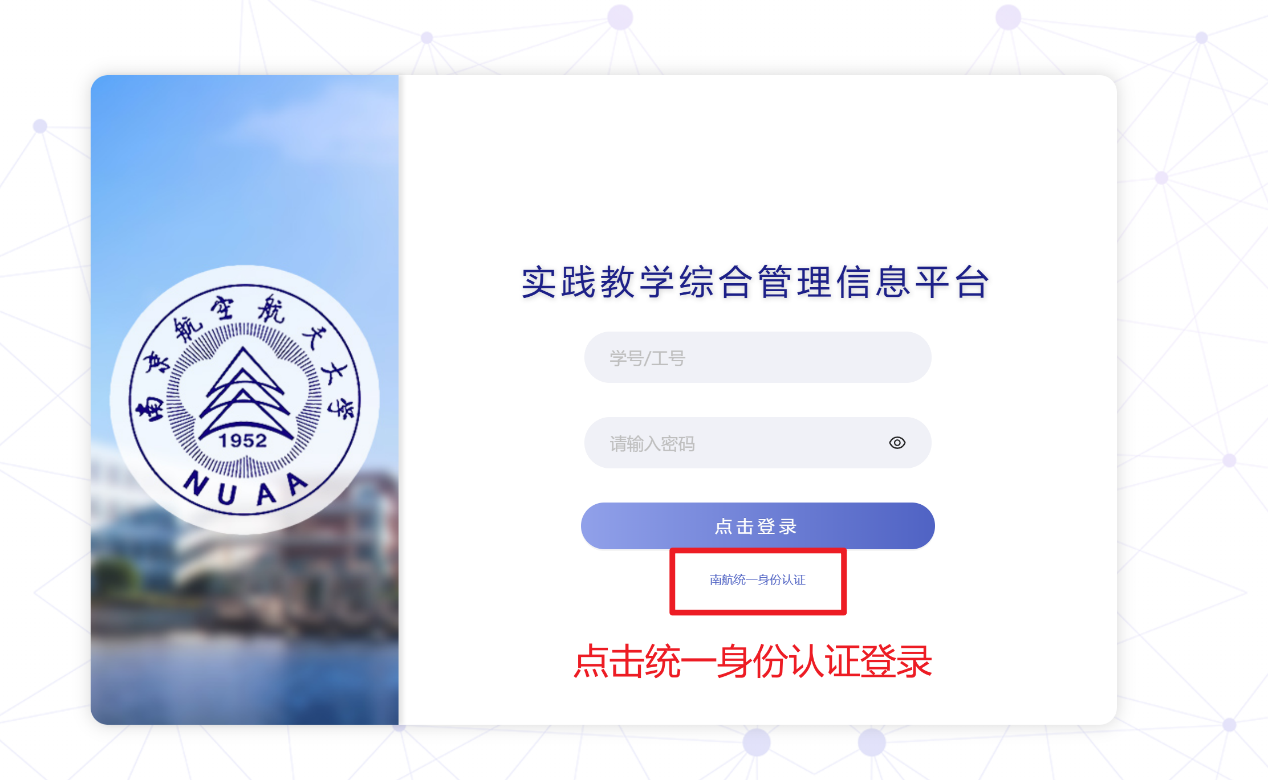 南京航空航天大学
1952
NUAA
实践教学综合管理信息平台
学号/工号
请输入密码
点击登录
南航统一身份认证
点击统一身份认证登录